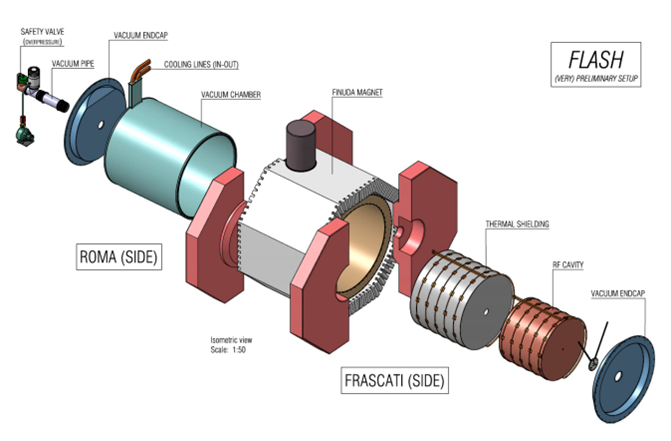 SAFETY VALVE
(OVERPRESSURE)
VACUUM PIPE
VACUUM ENDCAP
COOLING LINES (IN-OUT)
VACUUM CHAMBER
FINUDA MAGNET
FLASH
(VERY) PRELIMINARY SETUP
ROMA (SIDE)
THERMAL SHIELDING
RF CAVITY
VACUUM ENDCAP
Isometric view
Scale: 1:50
FRASCATI (SIDE)